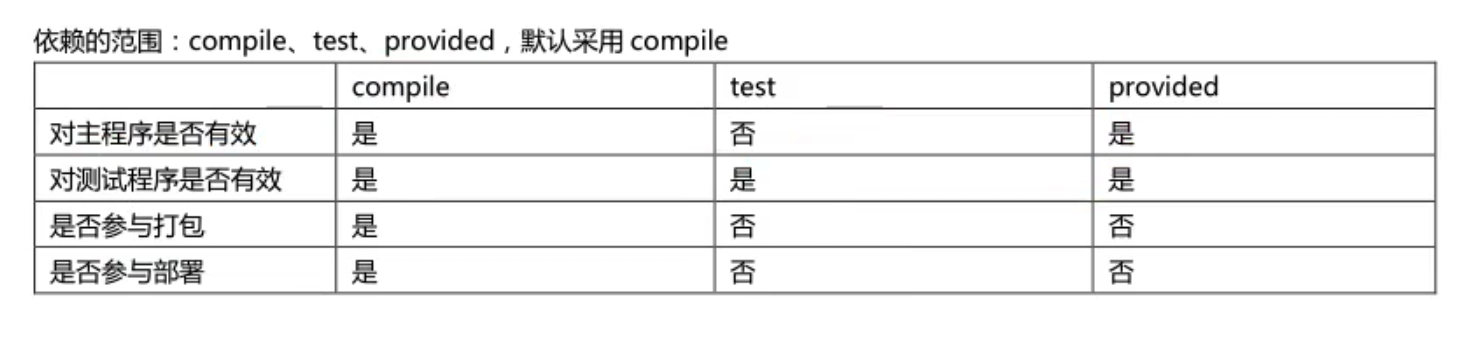 依赖的范围：compile、test、provided，默认采用 compile
compile test provided
对主程序是否有效 是 否 是
对测试程序是否有效 是 是 是
是否参与打包 是 否 否
是否参与部署 是 否 否